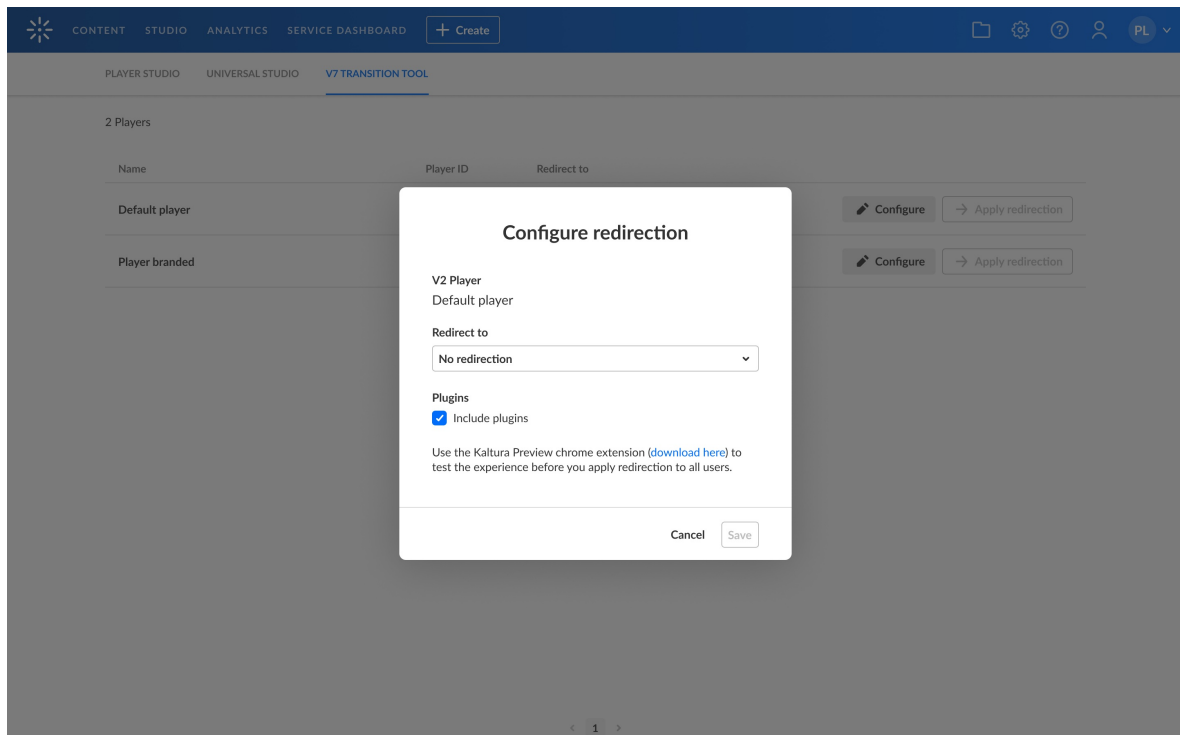 CONTENT STUDIO ANALYTICS SERVICE DASHBOARD + Create PL
PLAYER STUDIO UNIVERSAL STUDIO V7 TRANSITION TOOL
2 Players
Name Player ID Redirect to
Default player Configure Apply redirection
Player branded Configure Apply redirection
Configure redirection
V2 Player
Default player
Redirect to
No redirection
Plugins
Include plugins
Use the Kaltura Preview chrome extension (download here) to
test the experience before you apply redirection to all users.
Cancel Save
1